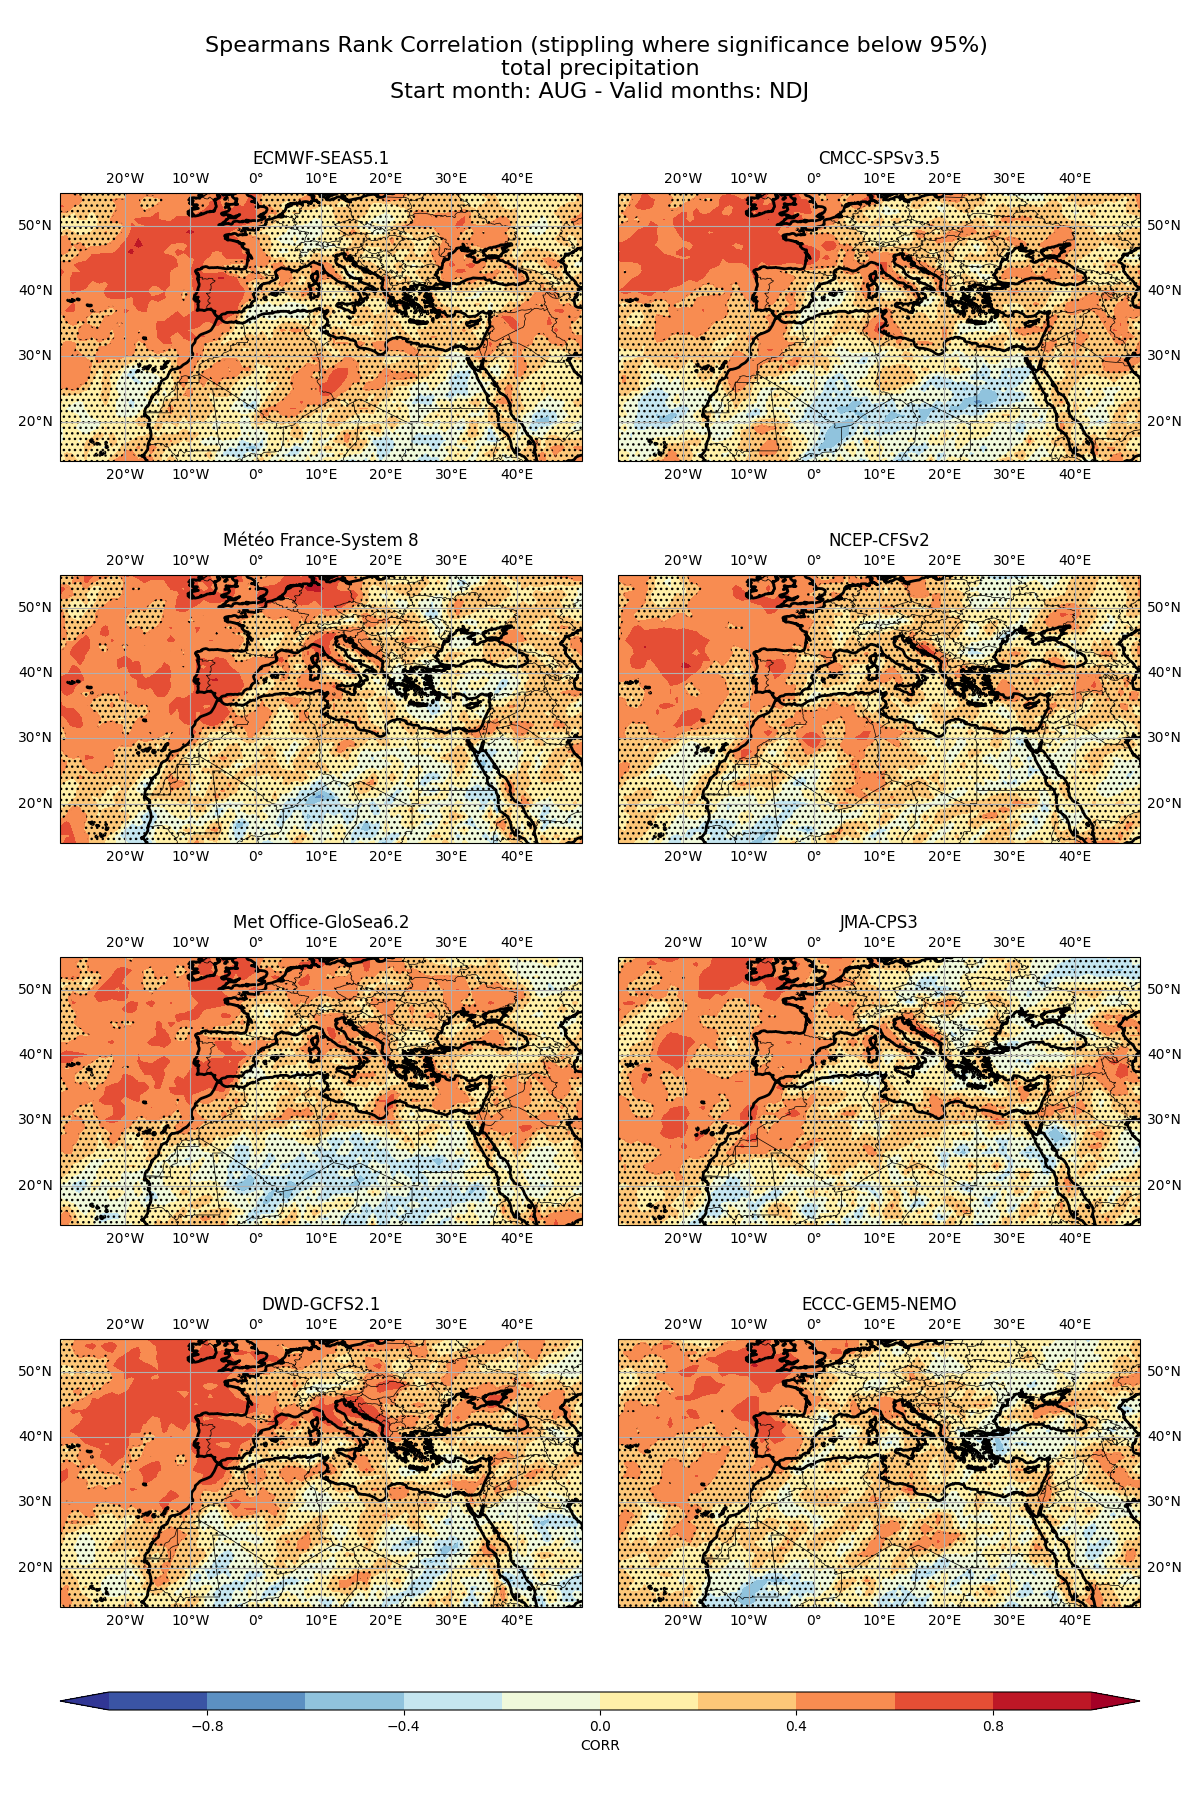 Spearmans Rank Correlation (stippling where significance below 95%)
total precipitation
Start month: AUG - Valid months: NDJ
ECMWF-SEAS5.1
20°W 10°W 0° 10°E 20°E 30°E 40°E
50°N
40°N
30°N
20°N
20°W 10°W 0° 10°E 20°E 30°E 40°E
CMCC-SPSv3.5
20°W 10°W 0° 10°E 20°E 30°E 40°E
50°N
40°N
30°N
20°N
20°W 10°W 0° 10°E 20°E 30°E 40°E
Météo France-System 8
20°W 10°W 0° 10°E 20°E 30°E 40°E
50°N
40°N
30°N
20°N
20°W 10°W 0° 10°E 20°E 30°E 40°E
NCEP-CFSv2
20°W 10°W 0° 10°E 20°E 30°E 40°E
50°N
40°N
30°N
20°N
20°W 10°W 0° 10°E 20°E 30°E 40°E
Met Office-GloSea6.2
20°W 10°W 0° 10°E 20°E 30°E 40°E
50°N
40°N
30°N
20°N
20°W 10°W 0° 10°E 20°E 30°E 40°E
JMA-CPS3
20°W 10°W 0° 10°E 20°E 30°E 40°E
50°N
40°N
30°N
20°N
20°W 10°W 0° 10°E 20°E 30°E 40°E
DWD-GCFS2.1
20°W 10°W 0° 10°E 20°E 30°E 40°E
50°N
40°N
30°N
20°N
20°W 10°W 0° 10°E 20°E 30°E 40°E
ECCC-GEM5-NEMO
20°W 10°W 0° 10°E 20°E 30°E 40°E
50°N
40°N
30°N
20°N
20°W 10°W 0° 10°E 20°E 30°E 40°E
−0.8 −0.4 0.0 0.4 0.8
CORR